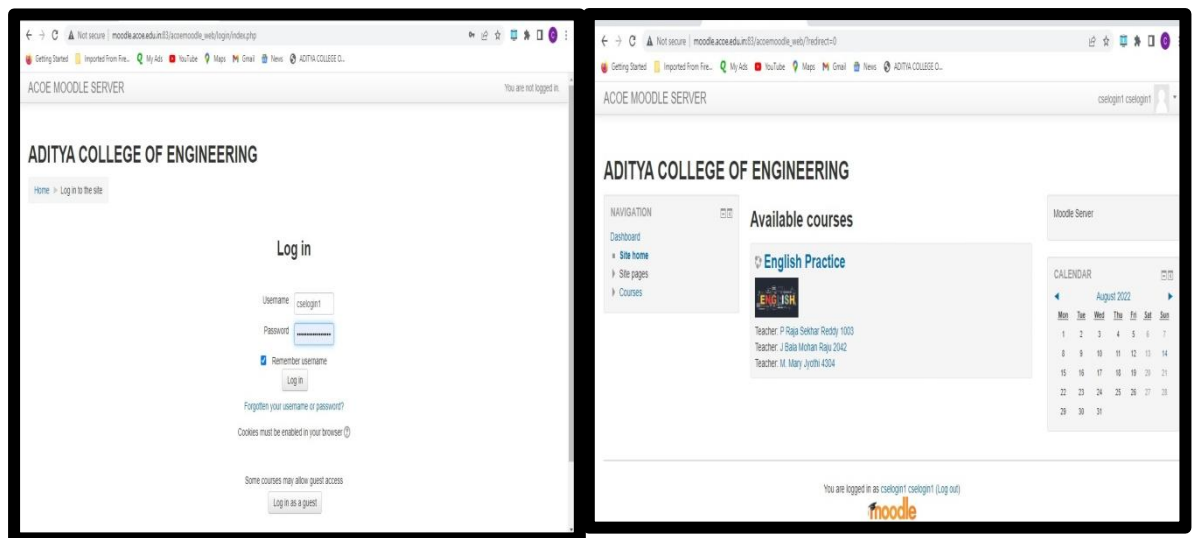 Not secure | moodle.acoe.edu.in:83/acoemoodle_web/login/index.php
Getting Started Imported From Fire... My Ads YouTube Maps Gmail News ADITYA COLLEGE O...
ACOE MOODLE SERVER You are not logged in.
ADITYA COLLEGE OF ENGINEERING
Home Log in to the site
Log in
Username cselogin1
Password
Remember username
Log in
Forgotten your username or password?
Cookies must be enabled in your browser
Some courses may allow guest access
Log in as a guest
Not secure | moodle.acoe.edu.in:83/acoemoodle_web/?redirect=0
Getting Started Imported From Fire... My Ads YouTube Maps Gmail News ADITYA COLLEGE O...
ACOE MOODLE SERVER cselogin1 cselogin1
ADITYA COLLEGE OF ENGINEERING
NAVIGATION
Dashboard
Site home
Site pages
Courses
Available courses
English Practice
ENGLISH
Teacher: P Raja Sekhar Reddy 1003
Teacher: J Bala Mohan Raju 2042
Teacher: M. Mary Jyothi 4304
Moodle Server
CALENDAR
August 2022
Mon Tue Wed Thu Fri Sat Sun
1 2 3 4 5 6 7
8 9 10 11 12 13 14
15 16 17 18 19 20 21
22 23 24 25 26 27 28
29 30 31
You are logged in as cselogin1 cselogin1 (Log out)
moodle